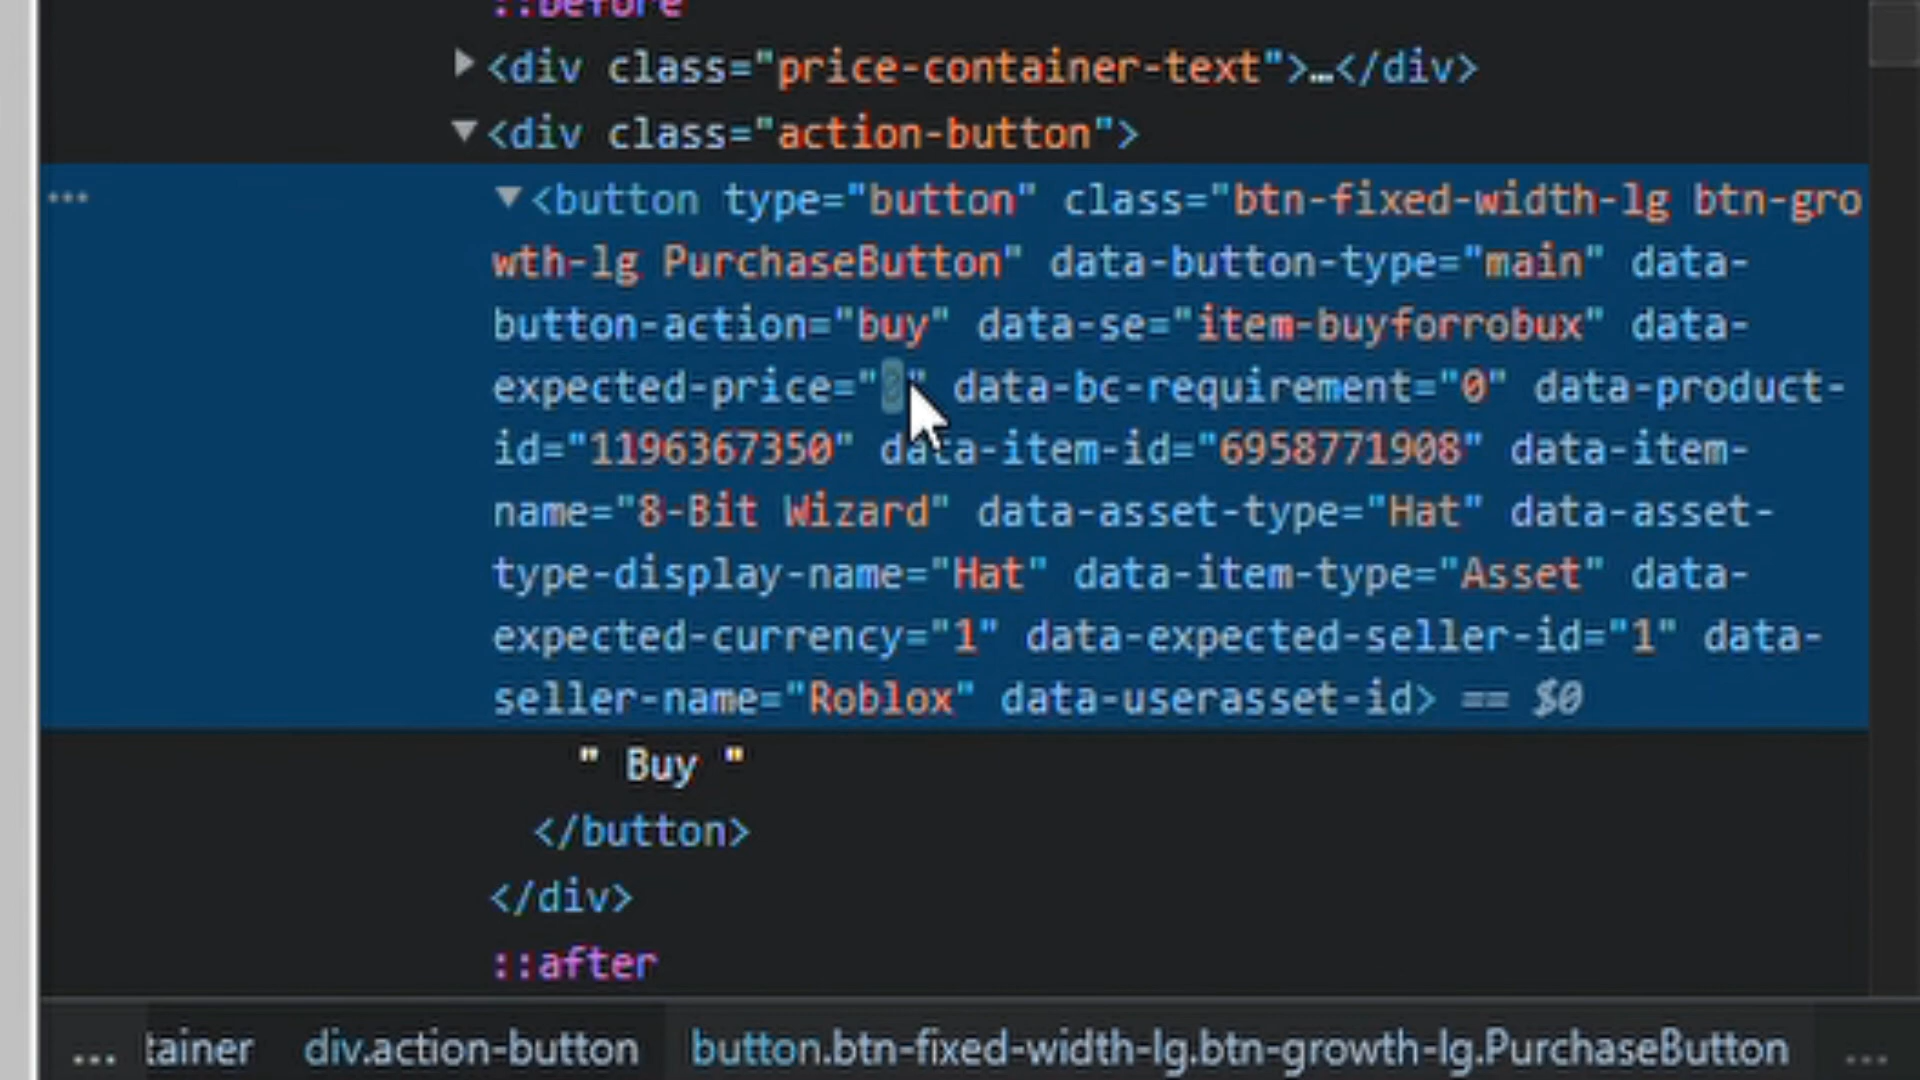 ::before
<div class="price-container-text">…</div>
<div class="action-button">
<button type="button" class="btn-fixed-width-lg btn-gro
wth-lg PurchaseButton" data-button-type="main" data-
button-action="buy" data-se="item-buyforrobux" data-
expected-price="" data-bc-requirement="0" data-product-
id="1196367350" data-item-id="6958771908" data-item-
name="8-Bit Wizard" data-asset-type="Hat" data-asset-
type-display-name="Hat" data-item-type="Asset" data-
expected-currency="1" data-expected-seller-id="1" data-
seller-name="Roblox" data-userasset-id> == $0
" Buy "
</button>
</div>
::after
... tainer div.action-button button.btn-fixed-width-lg.btn-growth-lg.PurchaseButton ...